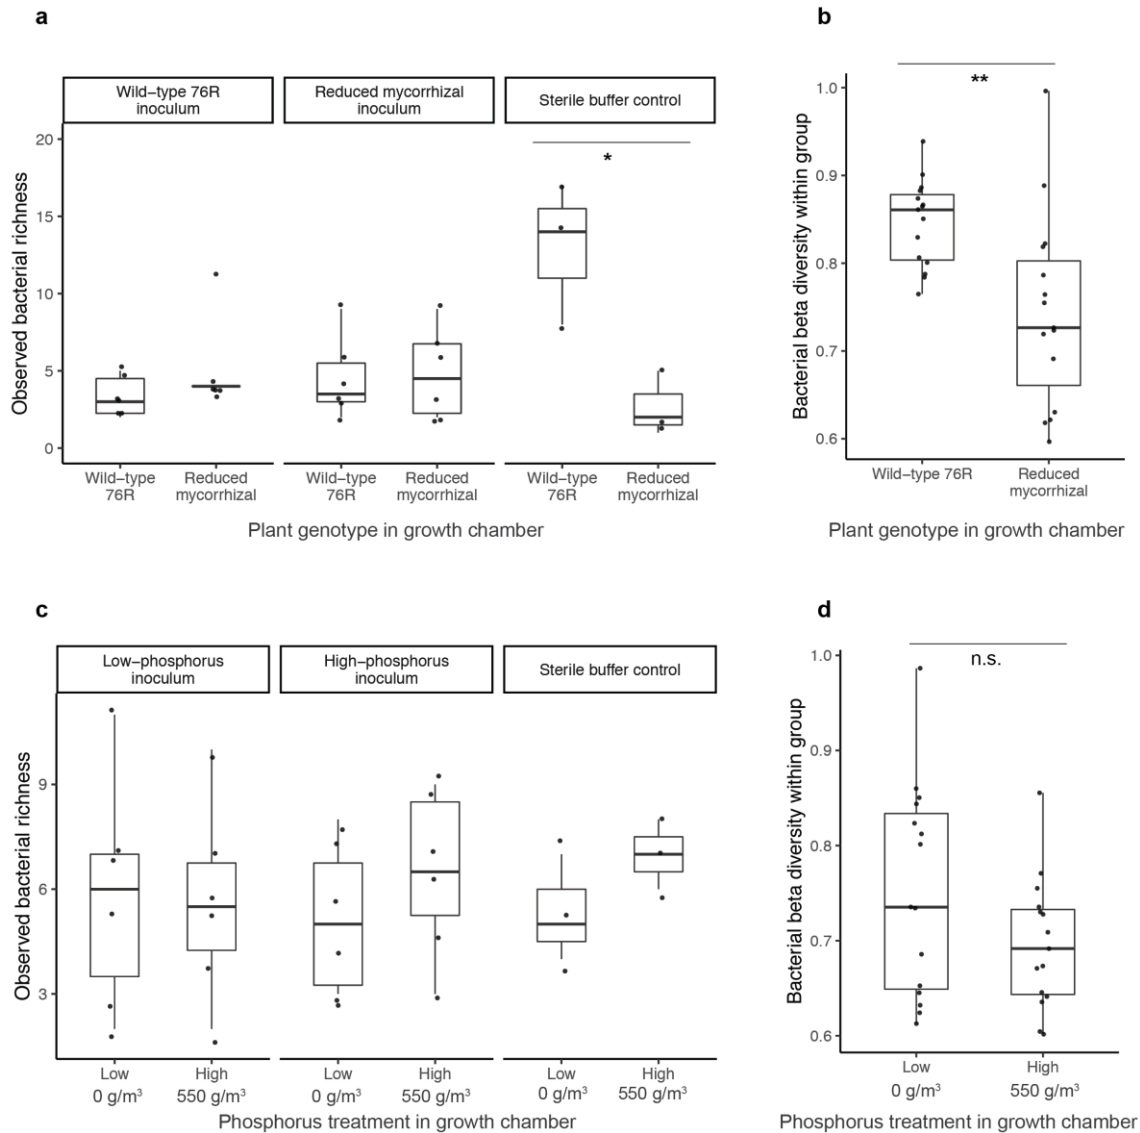 a
Wild–type 76R
inoculum
Reduced mycorrhizal
inoculum
Sterile buffer control
Observed bacterial richness
20
15
10
5
0
*
Wild–type
76R
Reduced
mycorrhizal
Wild–type
76R
Reduced
mycorrhizal
Wild–type
76R
Reduced
mycorrhizal
Plant genotype in growth chamber
b
**
Bacterial beta diversity within group
1.0
0.9
0.8
0.7
0.6
Wild–type 76R
Reduced
mycorrhizal
Plant genotype in growth chamber
c
Low–phosphorus
inoculum
High–phosphorus
inoculum
Sterile buffer control
Observed bacterial richness
9
6
3
Low
0 g/m³
High
550 g/m³
Low
0 g/m³
High
550 g/m³
Low
0 g/m³
High
550 g/m³
Phosphorus treatment in growth chamber
d
n.s.
Bacterial beta diversity within group
1.0
0.9
0.8
0.7
0.6
Low
0 g/m³
High
550 g/m³
Phosphorus treatment in growth chamber